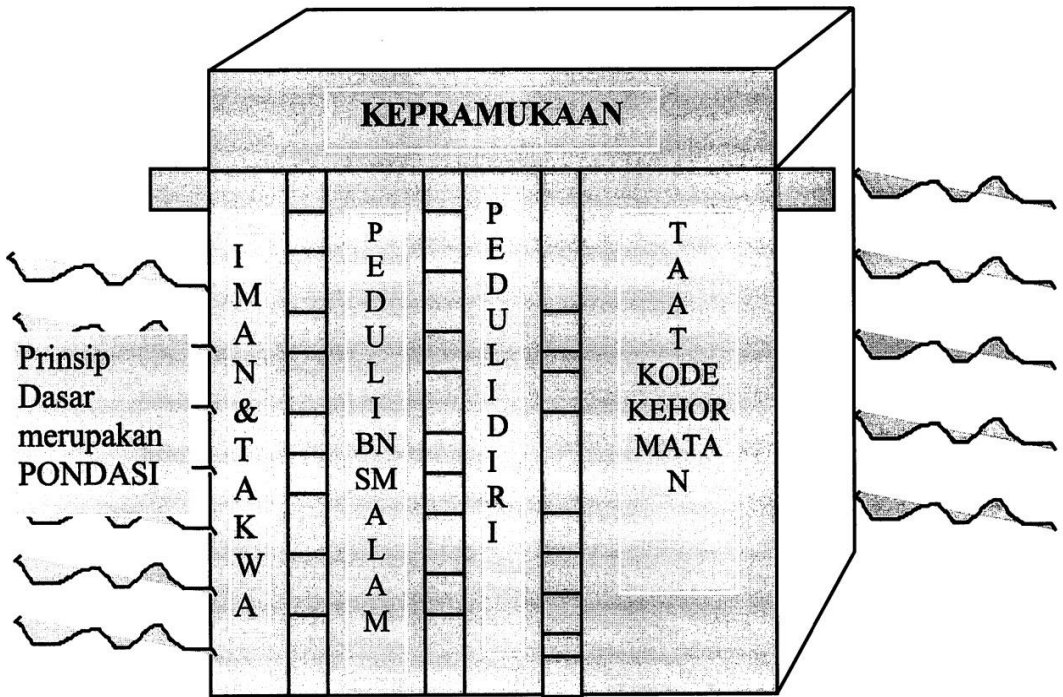 KEPRAMUKAAN
Prinsip
Dasar
merupakan
PONDASI
I
M
A
N
&
T
A
K
W
A
P
E
D
U
L
I
BN
SM
A
L
A
M
P
E
D
U
L
I
D
I
R
I
T
A
A
T
KODE
KEHOR
MATA
N